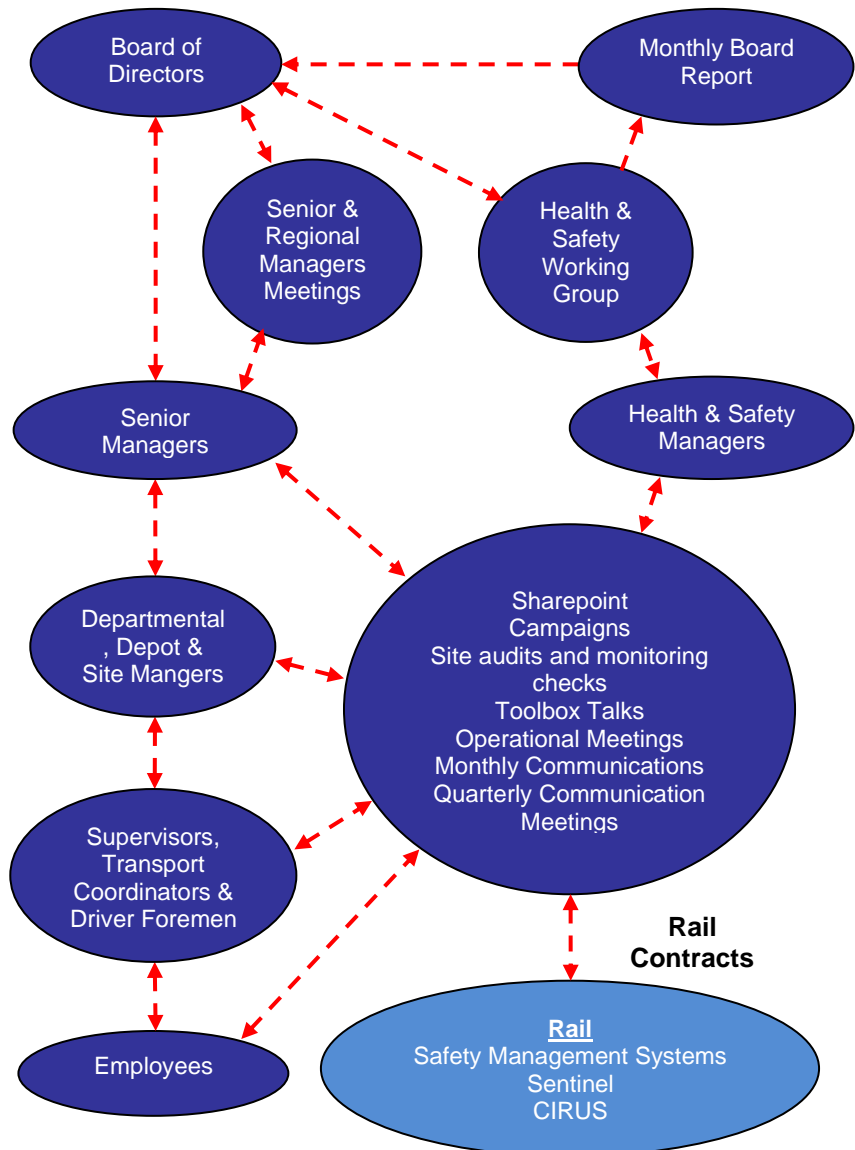 Board of
Directors
Monthly Board
Report
Senior &
Regional
Managers
Meetings
Health &
Safety
Working
Group
Senior
Managers
Health & Safety
Managers
Departmental
, Depot &
Site Mangers
Sharepoint
Campaigns
Site audits and monitoring
checks
Toolbox Talks
Operational Meetings
Monthly Communications
Quarterly Communication
Meetings
Supervisors,
Transport
Coordinators &
Driver Foremen
Rail
Contracts
Employees
Rail
Safety Management Systems
Sentinel
CIRUS